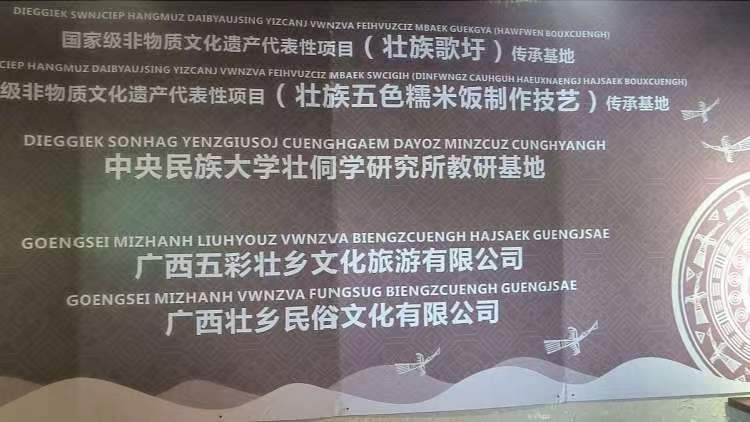 DIEGGIEK SWNJCIEP HANGMUZ DAIBYAUJSING YIZCANJ VWNZVA FEIHVUZCIZ MBAEK GUEKGYA (HAWFWEN BOUXCUENGH)
国家级非物质文化遗产代表性项目（壮族歌圩）传承基地
CIEP HANGMUZ DAIBYAUJSING YIZCANJ VWNZVA FEIHVUZCIZ MBAEK SWCIGIH (DINFWNGZ CAUHGUH HAEUXNAENGJ HAJSAEK BOUXCUENGH)
级非物质文化遗产代表性项目（壮族五色糯米饭制作技艺）传承基地
DIEGGIEK SONHAG YENZGIUSOJ CUENGHGAEM DAYOZ MINZCUZ CUNGHYANGH
中央民族大学壮侗学研究所教研基地
GOENGSEI MIZHANH LIUHYOUZ VWNZVA BIENGZCUENGH HAJSAEK GUENGJSAE
广西五彩壮乡文化旅游有限公司
GOENGSEI MIZHANH VWNZVA FUNGSUG BIENGZCUENGH GUENGJSAE
广西壮乡民俗文化有限公司